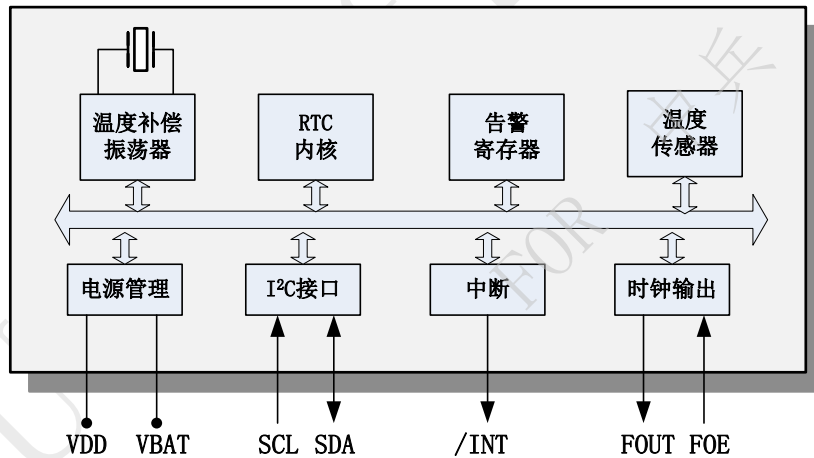 温度补偿
振荡器
RTC
内核
告警
寄存器
温度
传感器
电源管理
I²C接口
中断
时钟输出
VDD VBAT SCL SDA /INT FOUT FOE
FOR